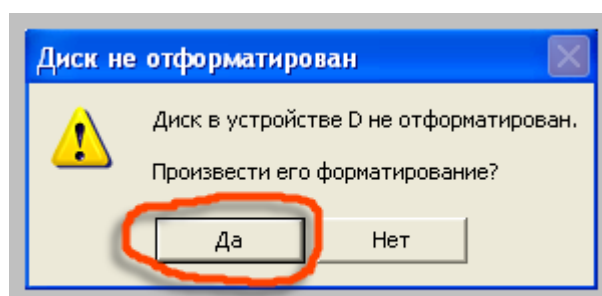 Диск не отформатирован
Диск в устройстве D не отформатирован.
Произвести его форматирование?
Да
Нет